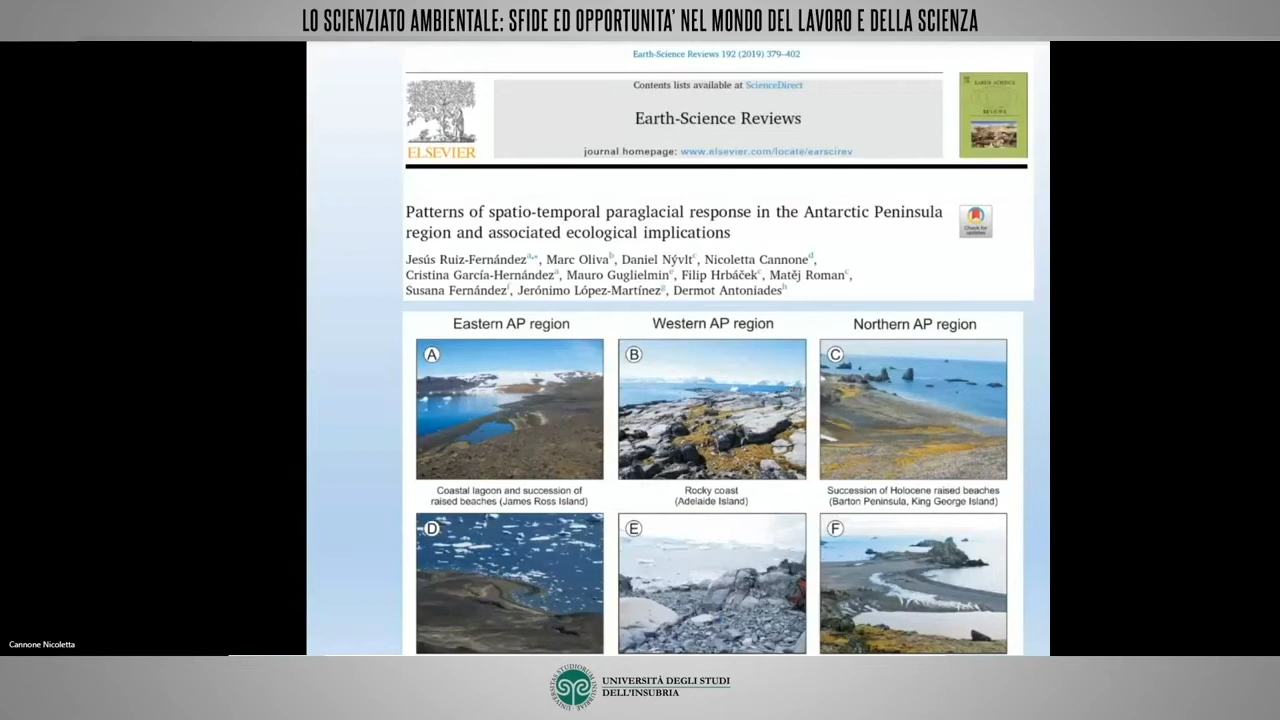 LO SCIENZIATO AMBIENTALE: SFIDE ED OPPORTUNITA' NEL MONDO DEL LAVORO E DELLA SCIENZA
Earth-Science Reviews 192 (2019) 379–402
Contents lists available at ScienceDirect
Earth-Science Reviews
journal homepage: www.elsevier.com/locate/earscirev
ELSEVIER
EARTH-SCIENCE
REVIEWS
Patterns of spatio-temporal paraglacial response in the Antarctic Peninsula
region and associated ecological implications
Check for
updates
Jesús Ruiz-Fernández a,*, Marc Oliva b, Daniel Nývlt c, Nicoletta Cannone d,
Cristina García-Hernández a, Mauro Guglielmin e, Filip Hrbáček c, Matěj Roman c,
Susana Fernández f, Jerónimo López-Martínez g, Dermot Antoniades h
Eastern AP region
Western AP region
Northern AP region
A
B
C
Coastal lagoon and succession of
raised beaches (James Ross Island)
Rocky coast
(Adelaide Island)
Succession of Holocene raised beaches
(Barton Peninsula, King George Island)
D
E
F
Cannone Nicoletta
UNIVERSITÀ DEGLI STUDI
DELL'INSUBRIA